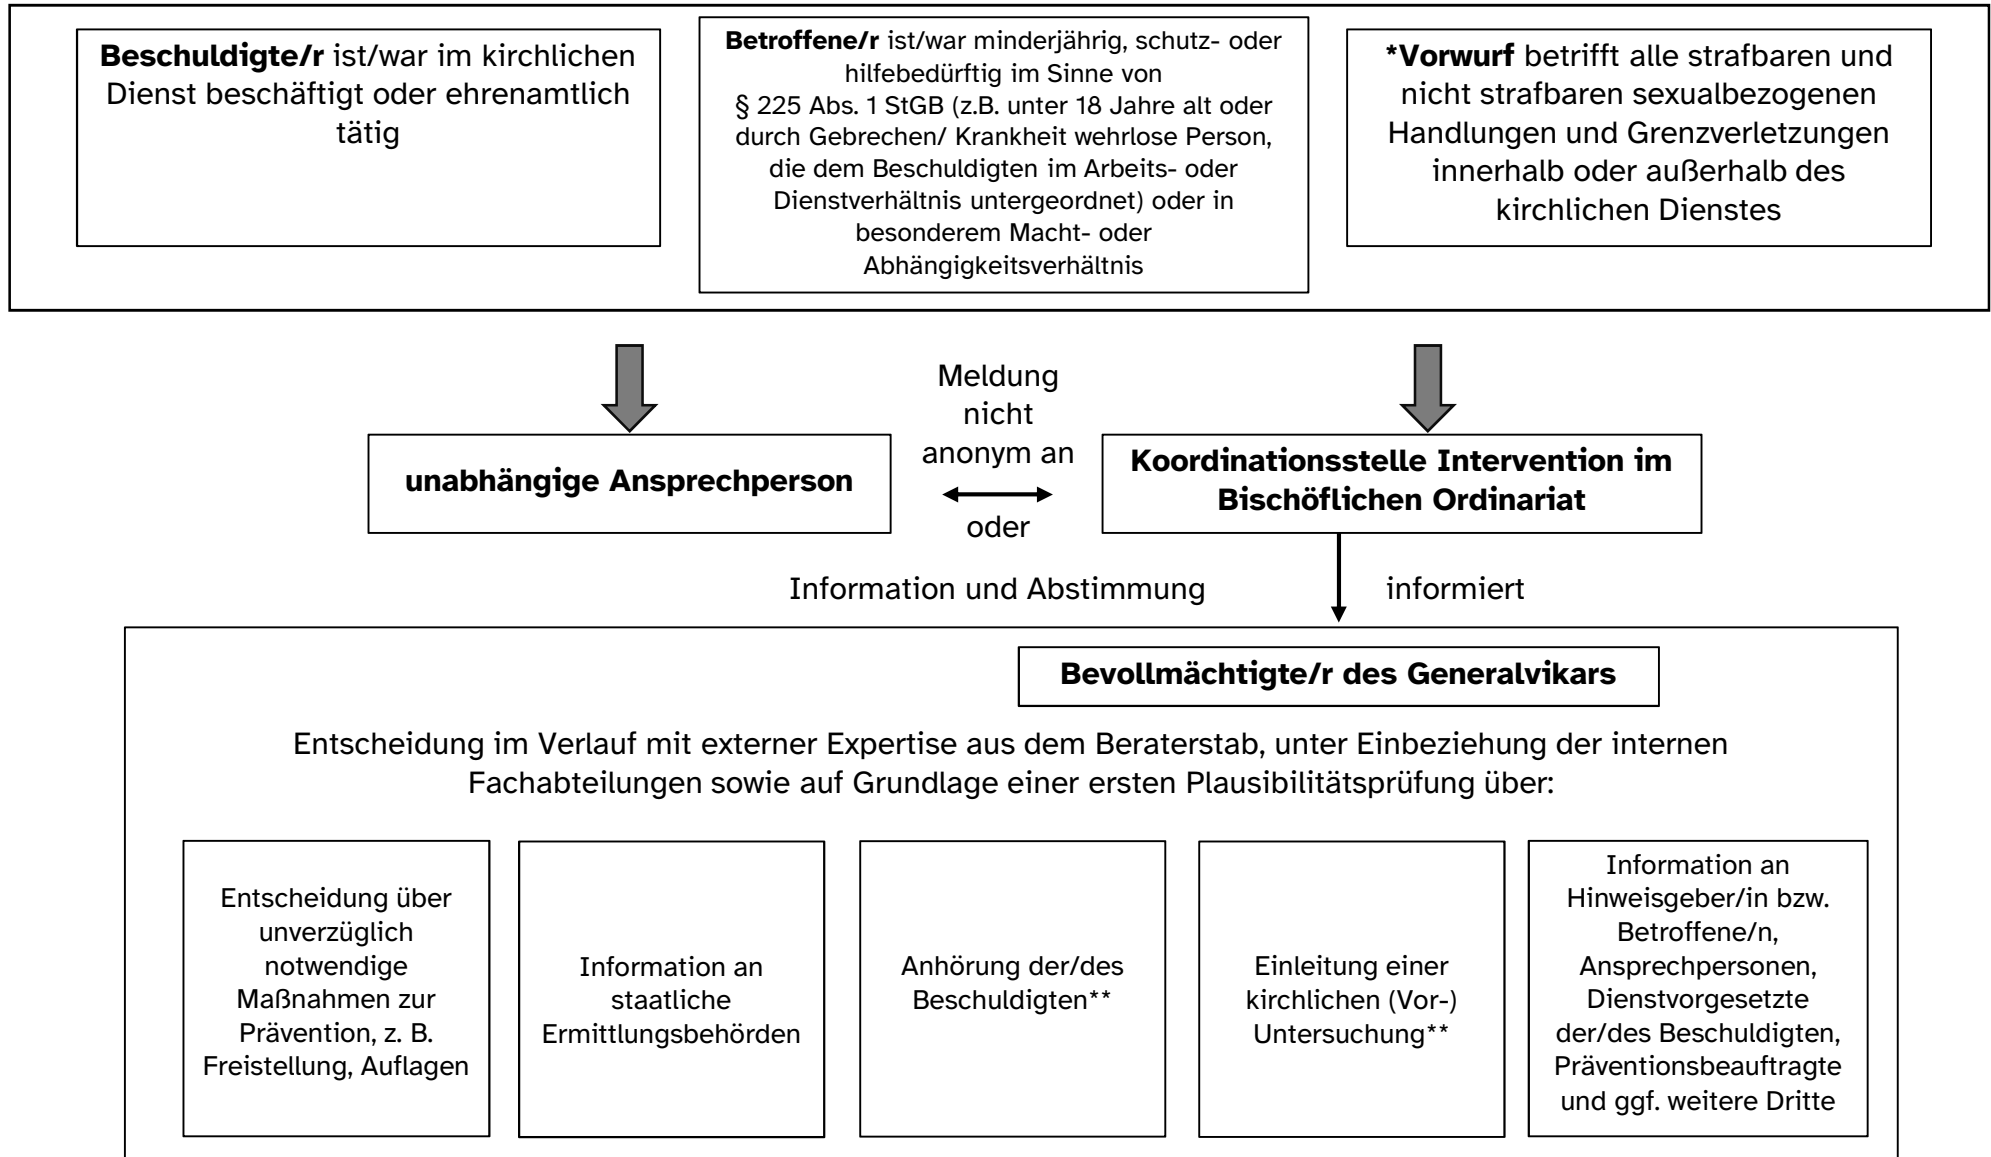 Beschuldigte/r ist/war im kirchlichen
Dienst beschäftigt oder ehrenamtlich
tätig
Betroffene/r ist/war minderjährig, schutz- oder
hilfebedürftig im Sinne von
§ 225 Abs. 1 StGB (z.B. unter 18 Jahre alt oder
durch Gebrechen/ Krankheit wehrlose Person,
die dem Beschuldigten im Arbeits- oder
Dienstverhältnis untergeordnet) oder in
besonderem Macht- oder
Abhängigkeitsverhältnis
*Vorwurf betrifft alle strafbaren und
nicht strafbaren sexualbezogenen
Handlungen und Grenzverletzungen
innerhalb oder außerhalb des
kirchlichen Dienstes
unabhängige Ansprechperson
Meldung
nicht
anonym an
oder
Koordinationsstelle Intervention im
Bischöflichen Ordinariat
Information und Abstimmung
informiert
Bevollmächtigte/r des Generalvikars
Entscheidung im Verlauf mit externer Expertise aus dem Beraterstab, unter Einbeziehung der internen
Fachabteilungen sowie auf Grundlage einer ersten Plausibilitätsprüfung über:
Entscheidung über
unverzüglich
notwendige
Maßnahmen zur
Prävention, z. B.
Freistellung, Auflagen
Information an
staatliche
Ermittlungsbehörden
Anhörung der/des
Beschuldigten**
Einleitung einer
kirchlichen (Vor-)
Untersuchung**
Information an
Hinweisgeber/in bzw.
Betroffene/n,
Ansprechpersonen,
Dienstvorgesetzte
der/des Beschuldigten,
Präventionsbeauftragte
und ggf. weitere Dritte